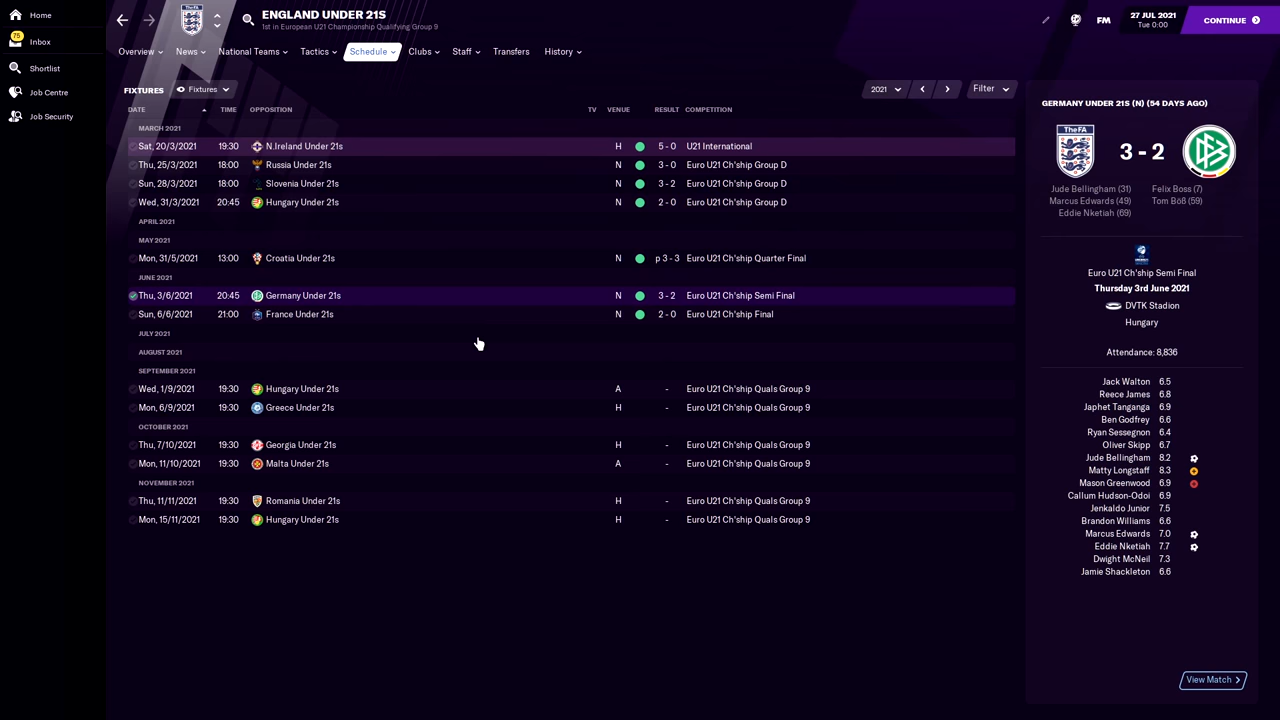 Home
75
Inbox
Shortlist
Job Centre
Job Security
ENGLAND UNDER 21S
1st in European U21 Championship Qualifying Group 9
FM
27 JUL 2021
Tue 0:00
CONTINUE
Overview
News
National Teams
Tactics
Schedule
Clubs
Staff
Transfers
History
FIXTURES
Fixtures
2021
Filter
DATE TIME OPPOSITION TV VENUE RESULT COMPETITION
MARCH 2021
Sat, 20/3/2021 19:30 N.Ireland Under 21s H 5 - 0 U21 International
Thu, 25/3/2021 18:00 Russia Under 21s N 3 - 0 Euro U21 Ch'ship Group D
Sun, 28/3/2021 18:00 Slovenia Under 21s N 3 - 2 Euro U21 Ch'ship Group D
Wed, 31/3/2021 20:45 Hungary Under 21s N 2 - 0 Euro U21 Ch'ship Group D
APRIL 2021
MAY 2021
Mon, 31/5/2021 13:00 Croatia Under 21s N p 3 - 3 Euro U21 Ch'ship Quarter Final
JUNE 2021
Thu, 3/6/2021 20:45 Germany Under 21s N 3 - 2 Euro U21 Ch'ship Semi Final
Sun, 6/6/2021 21:00 France Under 21s N 2 - 0 Euro U21 Ch'ship Final
JULY 2021
AUGUST 2021
SEPTEMBER 2021
Wed, 1/9/2021 19:30 Hungary Under 21s A - Euro U21 Ch'ship Quals Group 9
Mon, 6/9/2021 19:30 Greece Under 21s H - Euro U21 Ch'ship Quals Group 9
OCTOBER 2021
Thu, 7/10/2021 19:30 Georgia Under 21s H - Euro U21 Ch'ship Quals Group 9
Mon, 11/10/2021 19:30 Malta Under 21s A - Euro U21 Ch'ship Quals Group 9
NOVEMBER 2021
Thu, 11/11/2021 19:30 Romania Under 21s H - Euro U21 Ch'ship Quals Group 9
Mon, 15/11/2021 19:30 Hungary Under 21s H - Euro U21 Ch'ship Quals Group 9
GERMANY UNDER 21S (N) (54 DAYS AGO)
TheFA
3 - 2
Jude Bellingham (31) Felix Boss (7)
Marcus Edwards (49) Tom Böß (59)
Eddie Nketiah (69)
Euro U21 Ch'ship Semi Final
Thursday 3rd June 2021
DVTK Stadion
Hungary
Attendance: 8,836
Jack Walton 6.5
Reece James 6.8
Japhet Tanganga 6.9
Ben Godfrey 6.6
Ryan Sessegnon 6.4
Oliver Skipp 6.7
Jude Bellingham 8.2
Matty Longstaff 8.3
Mason Greenwood 6.9
Callum Hudson-Odoi 6.9
Jenkaldo Junior 7.5
Brandon Williams 6.6
Marcus Edwards 7.0
Eddie Nketiah 7.7
Dwight McNeil 7.3
Jamie Shackleton 6.6
View Match